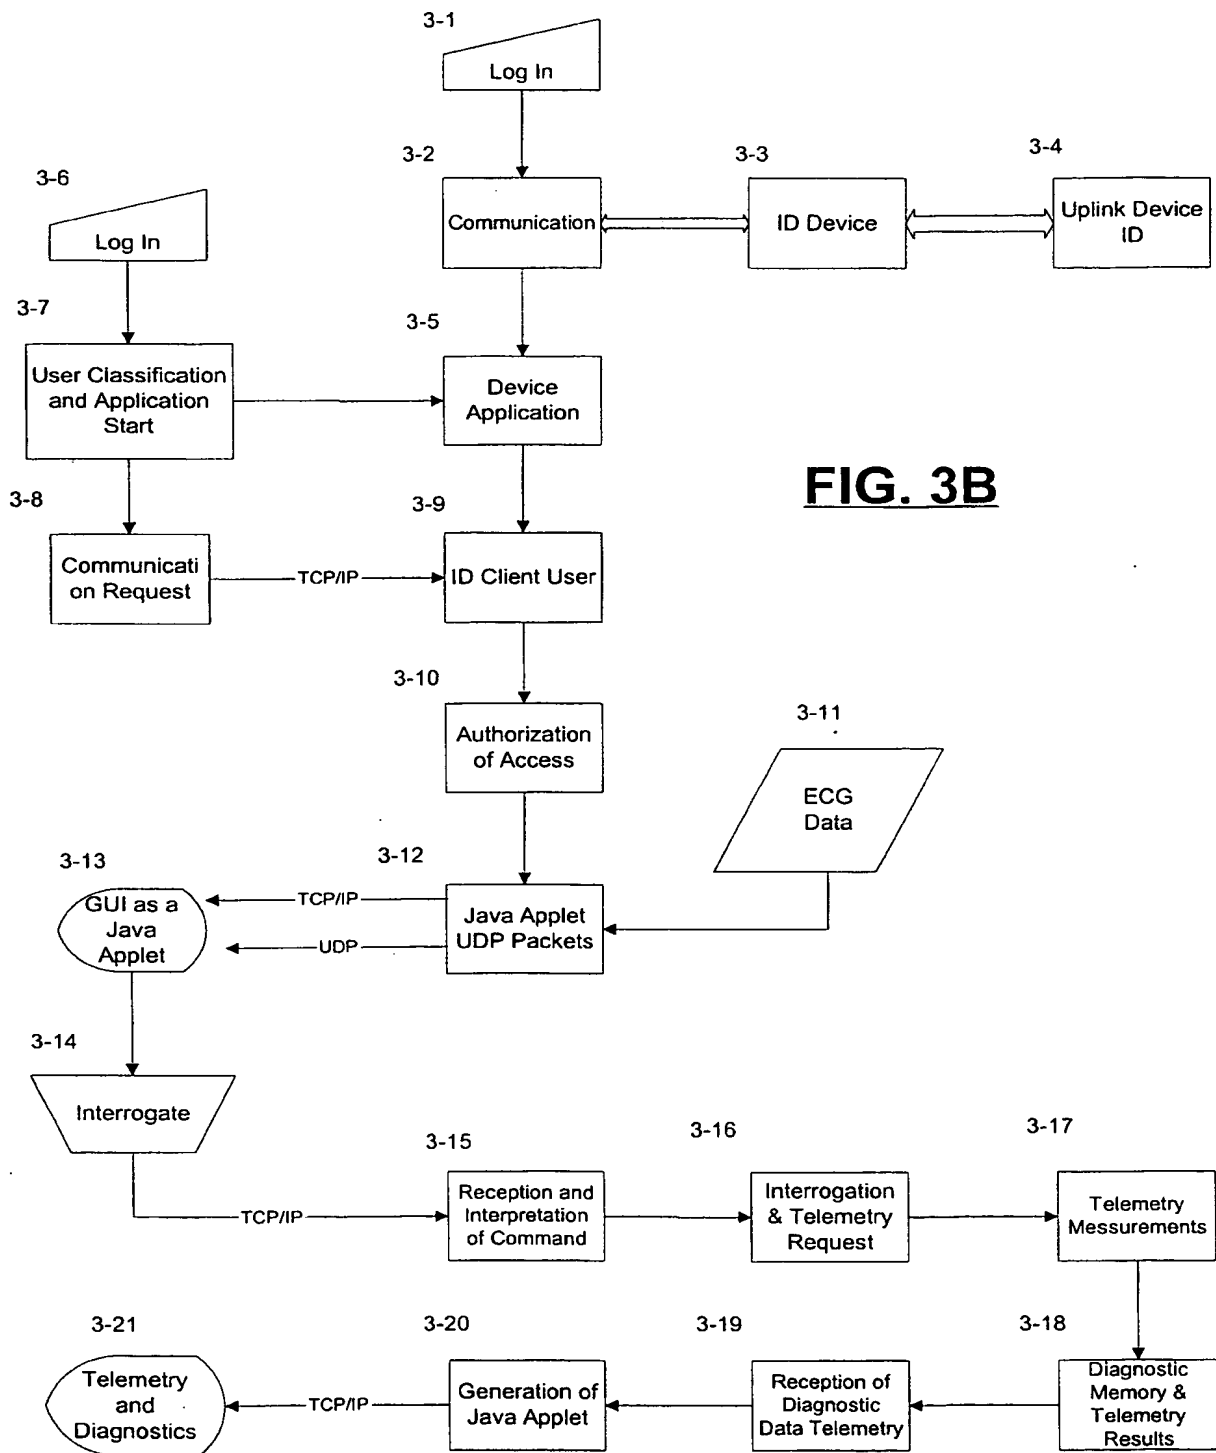 3-1
Log In
3-2
3-3
3-4
3-6
Log In
Communication
ID Device
Uplink Device
ID
3-7
3-5
User Classification
and Application
Start
Device
Application
FIG. 3B
3-8
3-9
Communicati
on Request
TCP/IP
ID Client User
3-10
3-11
Authorization
of Access
ECG
Data
3-13
3-12
GUI as a
Java
Applet
TCP/IP
UDP
Java Applet
UDP Packets
3-14
Interrogate
3-15
3-16
3-17
TCP/IP
Reception and
Interpretation
of Command
Interrogation
& Telemetry
Request
Telemetry
Messurements
3-21
3-20
3-19
3-18
Telemetry
and
Diagnostics
TCP/IP
Generation of
Java Applet
Reception of
Diagnostic
Data Telemetry
Diagnostic
Memory &
Telemetry
Results